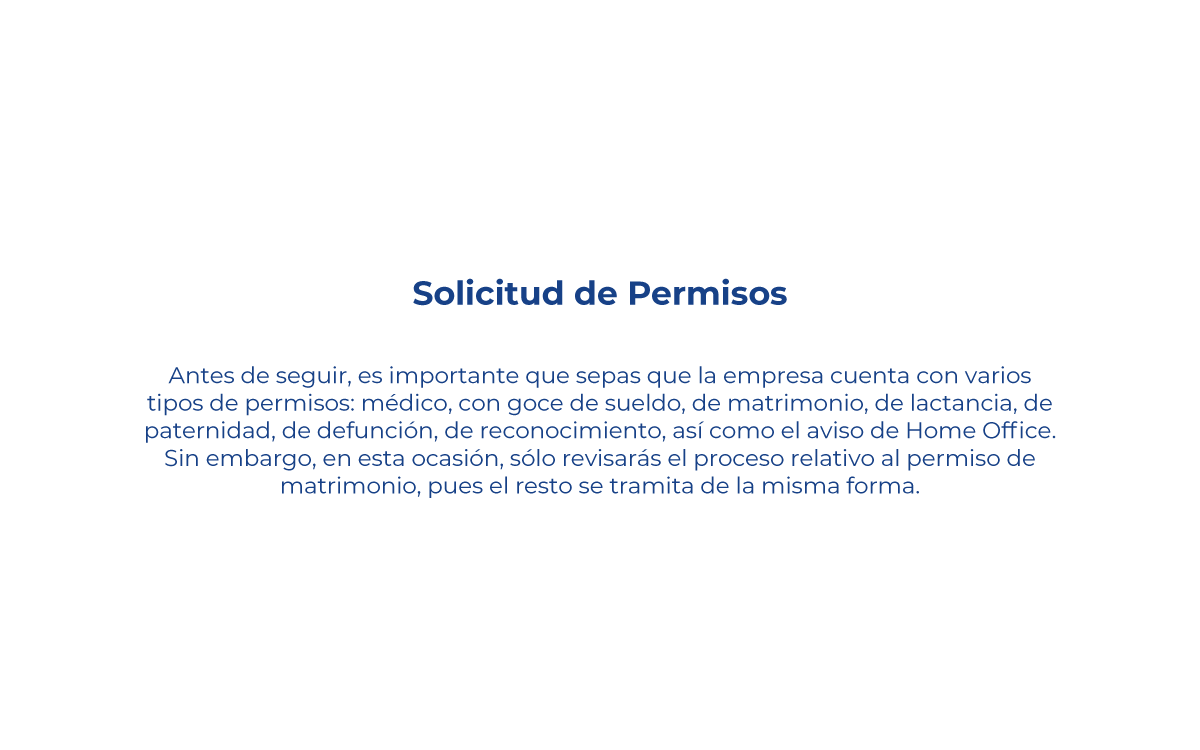 Solicitud de Permisos
Antes de seguir, es importante que sepas que la empresa cuenta con varios
tipos de permisos: médico, con goce de sueldo, de matrimonio, de lactancia, de
paternidad, de defunción, de reconocimiento, así como el aviso de Home Office.
Sin embargo, en esta ocasión, sólo revisarás el proceso relativo al permiso de
matrimonio, pues el resto se tramita de la misma forma.